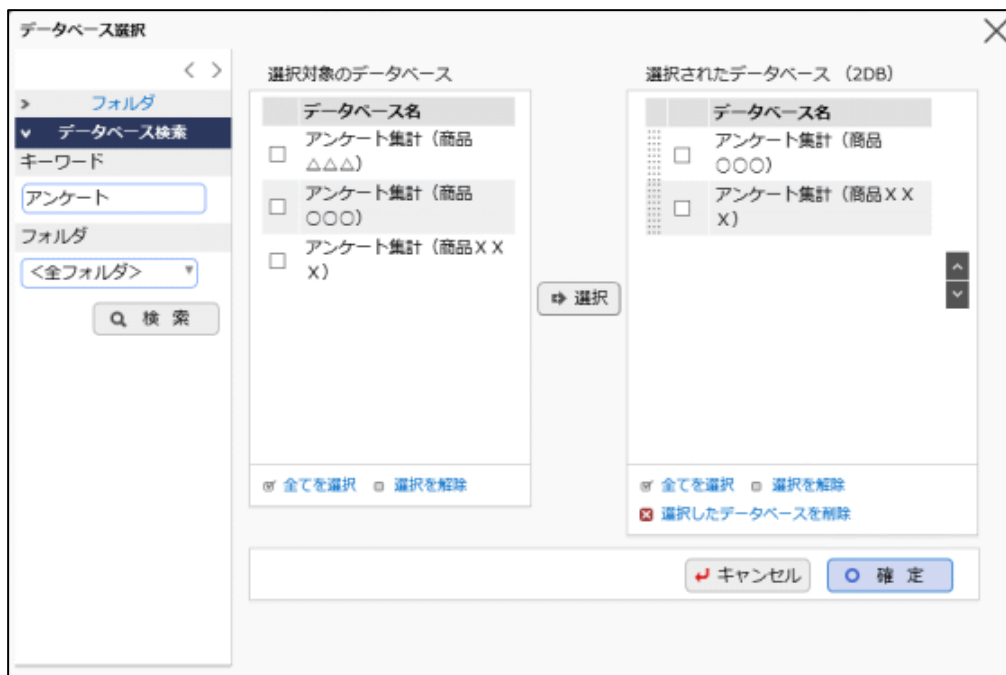 データベース選択
フォルダ
データベース検索
キーワード
アンケート
フォルダ
<全フォルダ>
検 索
選択対象のデータベース
データベース名
アンケート集計（商品
△△△）
アンケート集計（商品
○○○）
アンケート集計（商品ＸＸ
Ｘ）
全てを選択 選択を解除
選択
選択されたデータベース （2DB）
データベース名
アンケート集計（商品
○○○）
アンケート集計（商品ＸＸ
Ｘ）
全てを選択 選択を解除
選択したデータベースを削除
キャンセル 確 定